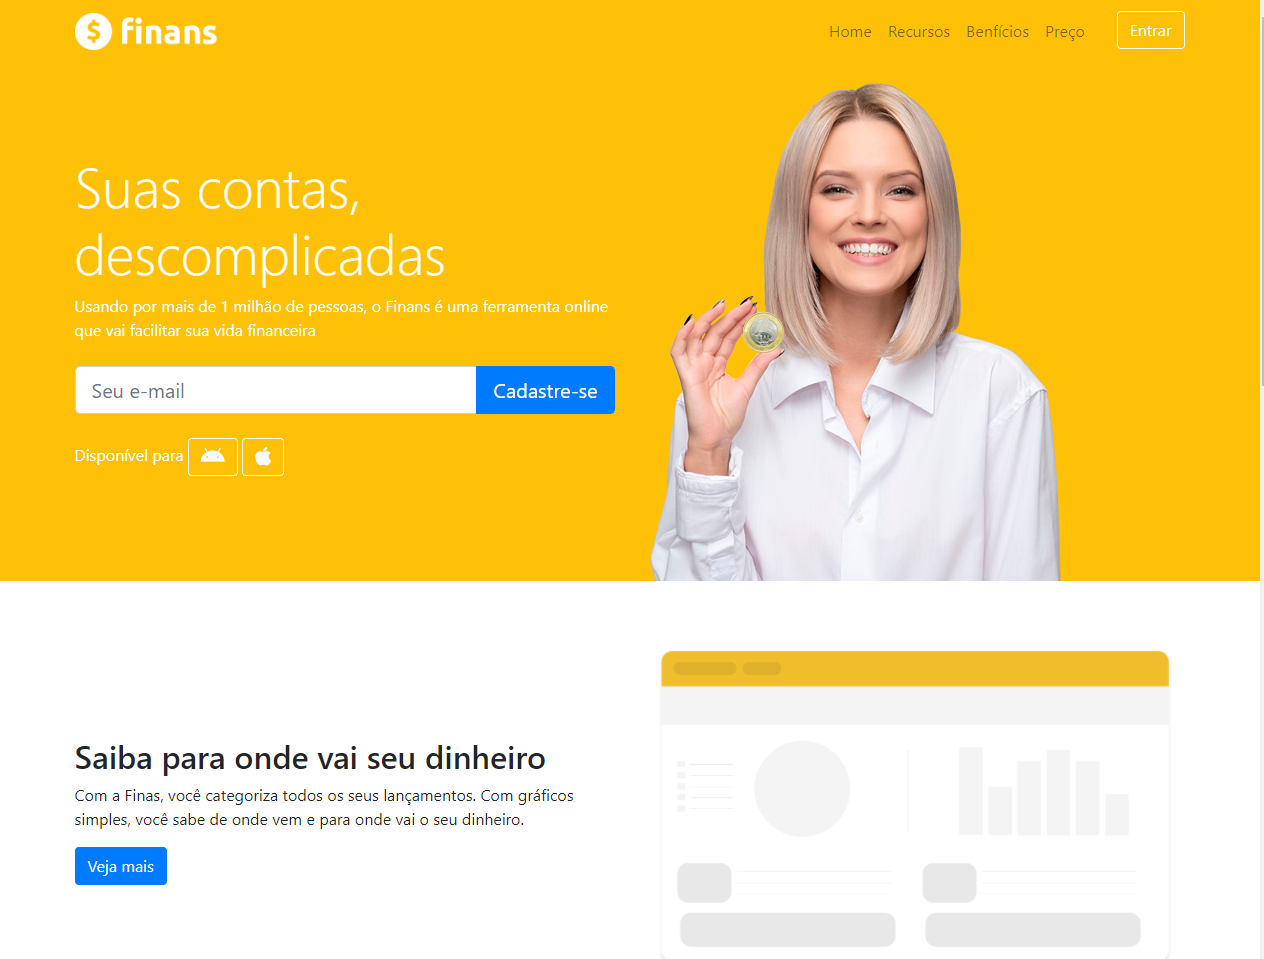 finans
Home Recursos Benfícios Preço Entrar
Suas contas,
descomplicadas
Usando por mais de 1 milhão de pessoas, o Finans é uma ferramenta online
que vai facilitar sua vida financeira
Seu e-mail Cadastre-se
Disponível para
Saiba para onde vai seu dinheiro
Com a Finas, você categoriza todos os seus lançamentos. Com gráficos
simples, você sabe de onde vem e para onde vai o seu dinheiro.
Veja mais